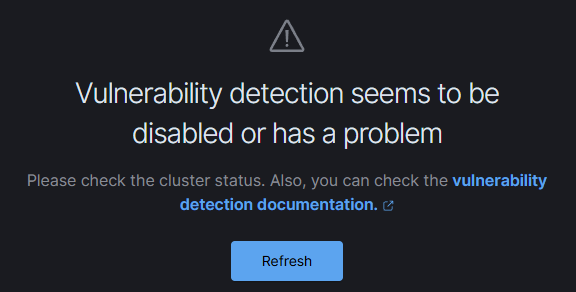 Vulnerability detection seems to be
disabled or has a problem
Please check the cluster status. Also, you can check the vulnerability
detection documentation.
Refresh